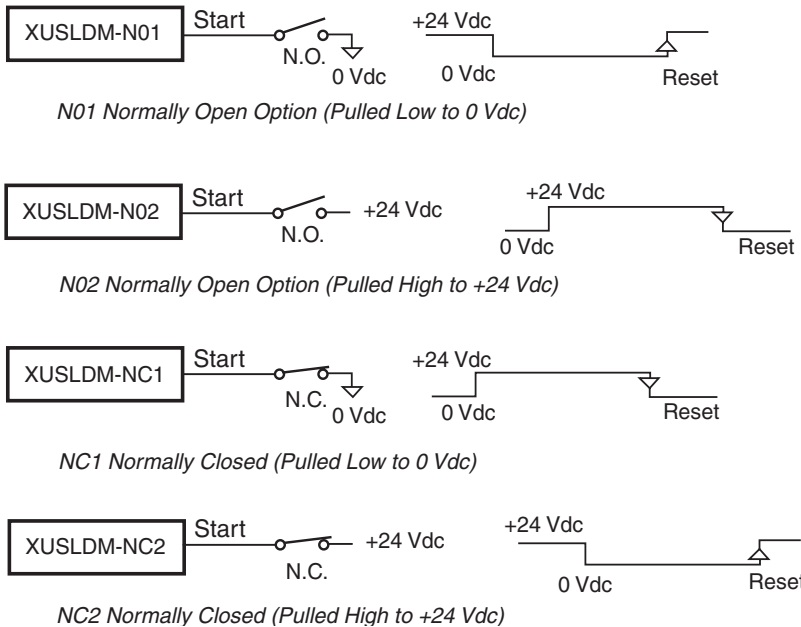 XUSLDM-N01 Start N.O. 0 Vdc +24 Vdc 0 Vdc Reset
N01 Normally Open Option (Pulled Low to 0 Vdc)
XUSLDM-N02 Start N.O. +24 Vdc +24 Vdc 0 Vdc Reset
N02 Normally Open Option (Pulled High to +24 Vdc)
XUSLDM-NC1 Start N.C. 0 Vdc +24 Vdc 0 Vdc Reset
NC1 Normally Closed (Pulled Low to 0 Vdc)
XUSLDM-NC2 Start N.C. +24 Vdc +24 Vdc 0 Vdc Reset
NC2 Normally Closed (Pulled High to +24 Vdc)